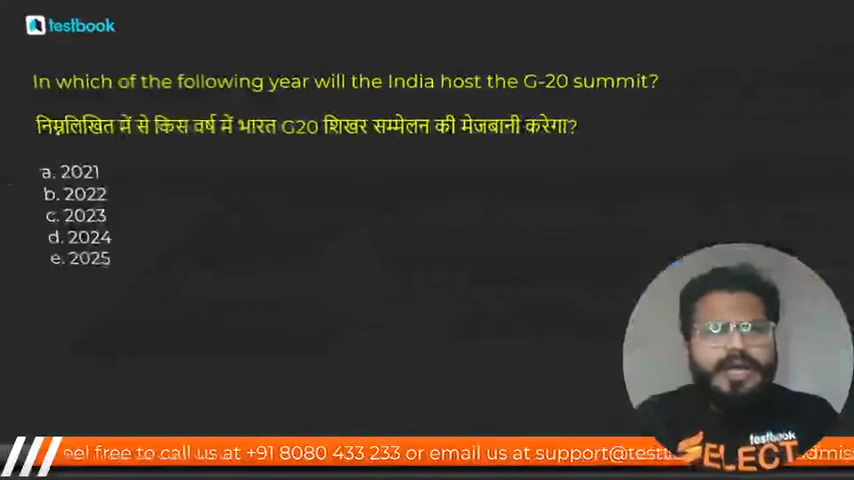 testbook
In which of the following year will the India host the G-20 summit?
निम्नलिखित में से किस वर्ष में भारत G20 शिखर सम्मेलन की मेजबानी करेगा?
a. 2021
b. 2022
c. 2023
d. 2024
e. 2025
testbook
SELECT
eel free to call us at +91 8080 433 233 or email us at support@testl